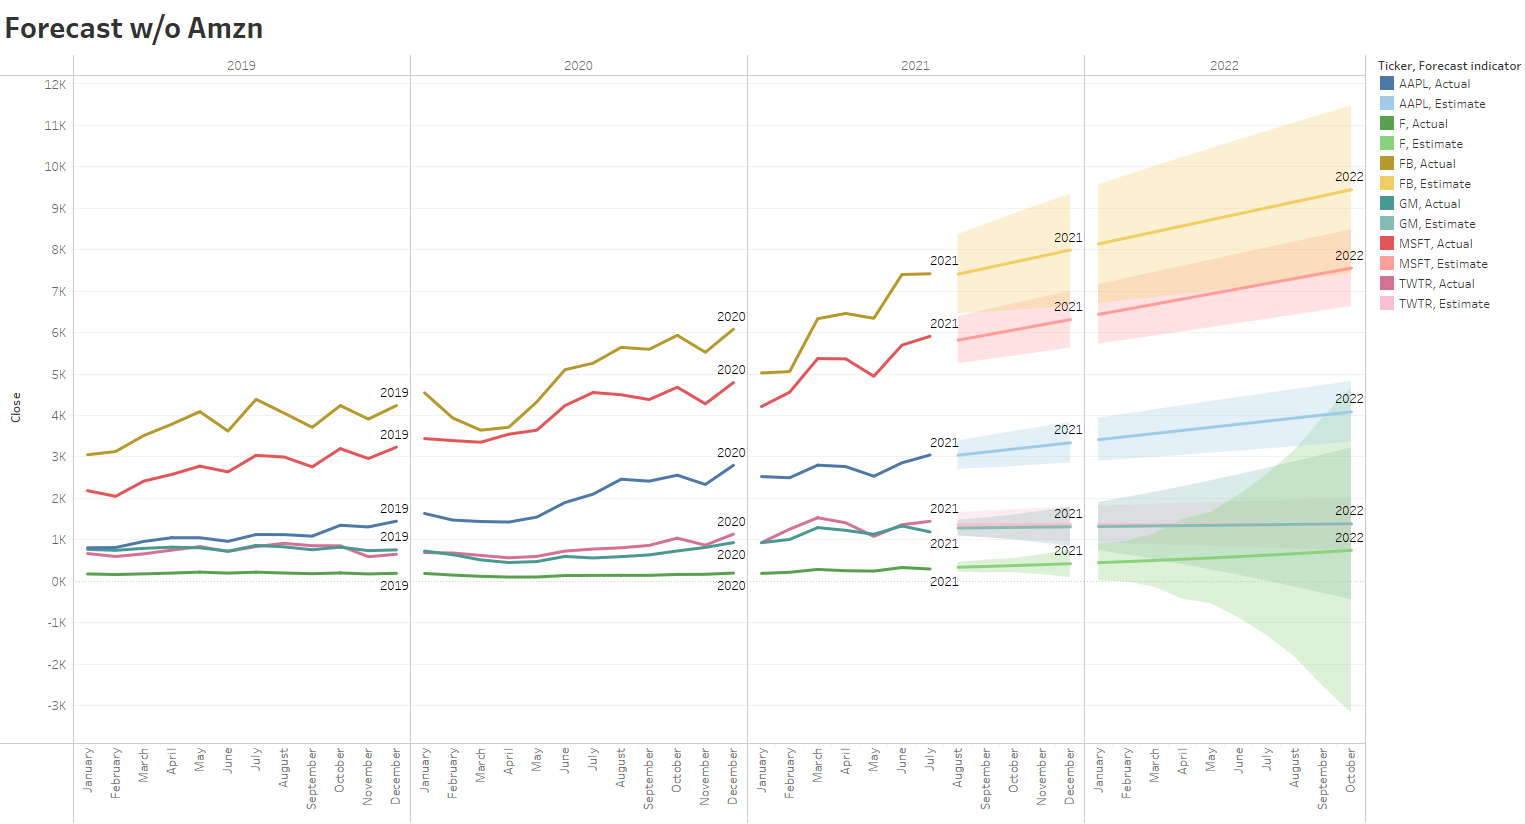 Forecast w/o Amzn
2019 2020 2021 2022
Ticker, Forecast indicator
AAPL, Actual
AAPL, Estimate
F, Actual
F, Estimate
FB, Actual
FB, Estimate
GM, Actual
GM, Estimate
MSFT, Actual
MSFT, Estimate
TWTR, Actual
TWTR, Estimate
Close
12K
11K
10K
9K
8K
7K
6K
5K
4K
3K
2K
1K
0K
-1K
-2K
-3K
2019
2019
2019
2019
2019
2020
2020
2020
2020
2020
2020
2021
2021
2021
2021
2021
2021
2021
2021
2021
2021
2021
2022
2022
2022
2022
2022
January February March April May June July August September October November December
January February March April May June July August September October November December
January February March April May June July August September October November December
January February March April May June July August September October